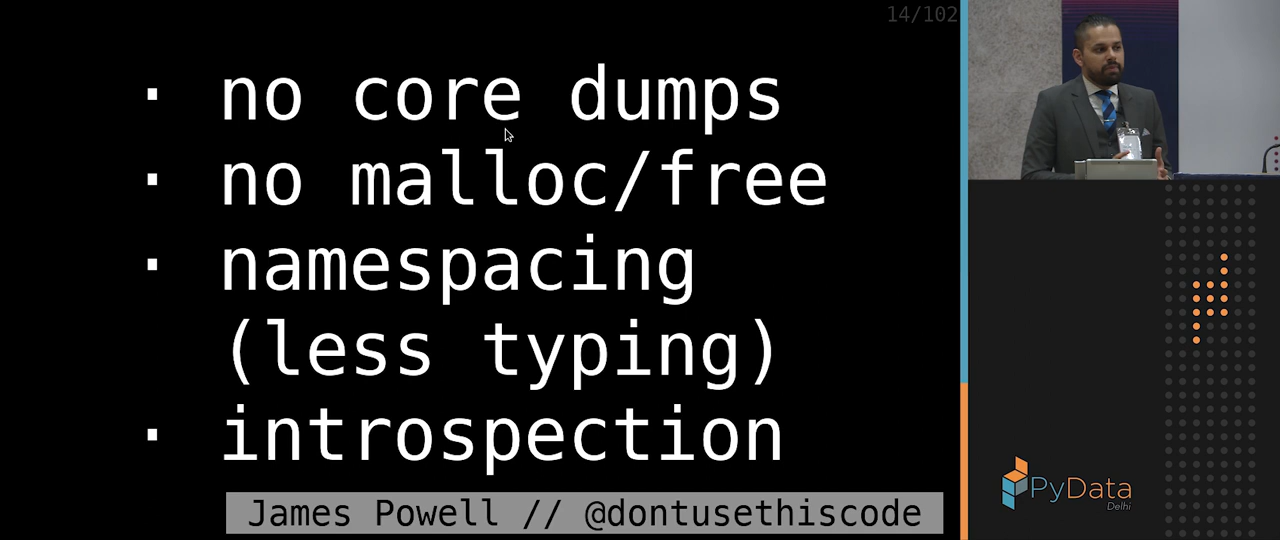 14/102
· no core dumps
· no malloc/free
· namespacing
(less typing)
· introspection
James Powell // @dontusethiscode
PyData
Delhi